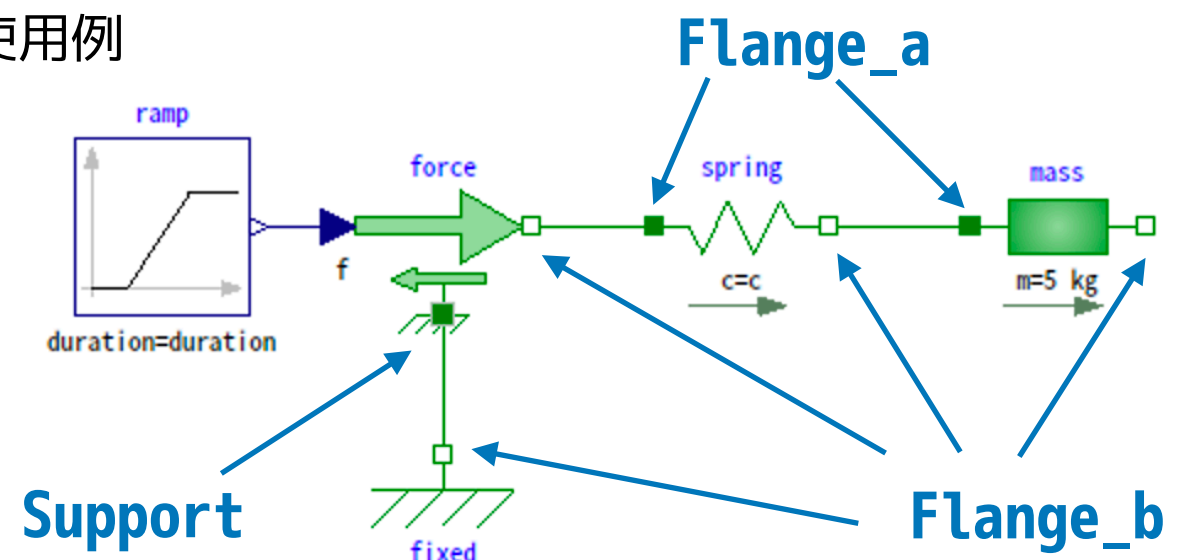 使用例
Flange_a
ramp
force
spring
mass
f
c=c
m=5 kg
duration=duration
Support
Flange_b
fixed